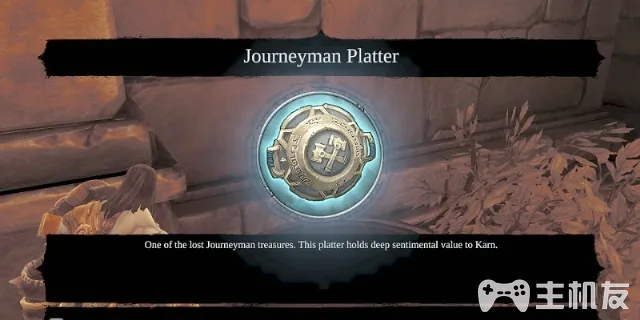 Journeyman Platter
One of the lost Journeyman treasures. This platter holds deep sentimental value to Karn.
主机友